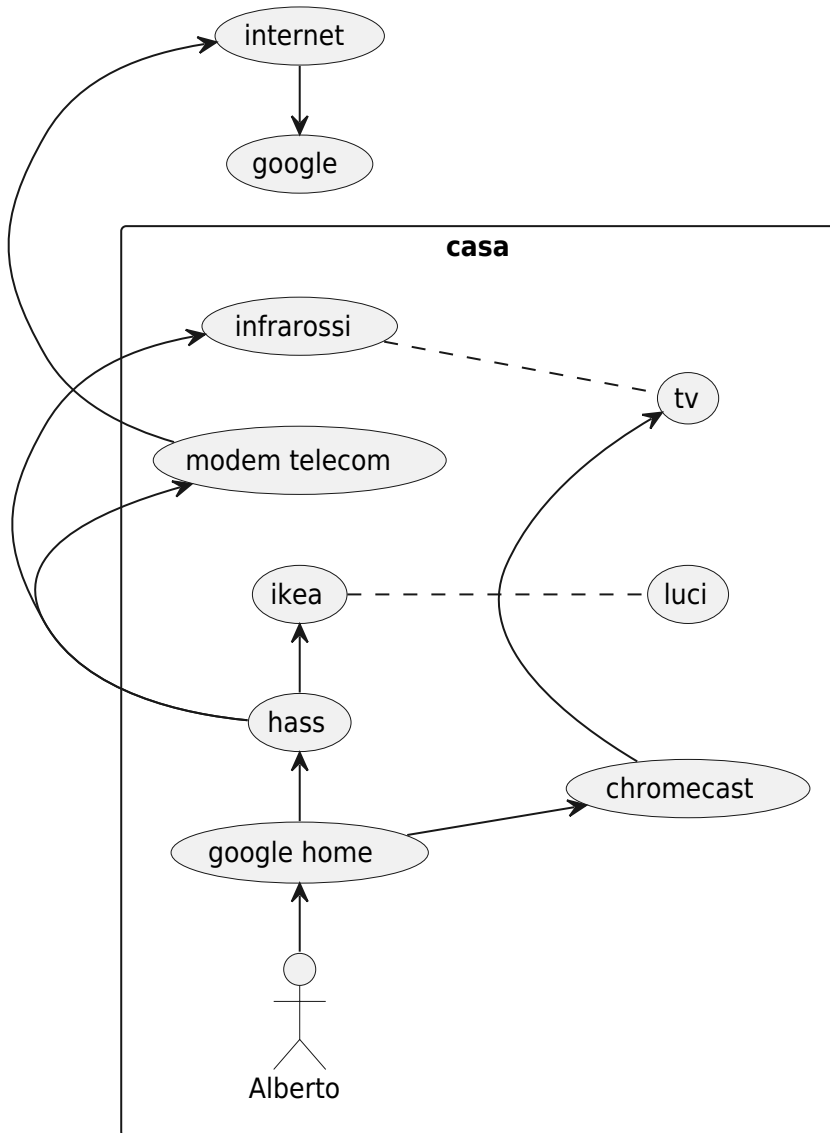 internet
google
casa
infrarossi
tv
modem telecom
ikea
luci
hass
chromecast
google home
Alberto